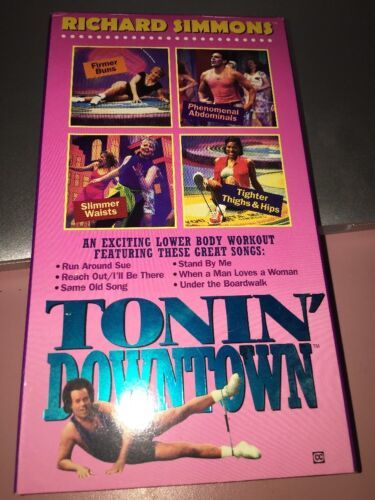 RICHARD SIMMONS™
Firmer
Buns
Phenomenal
Abdominals
Slimmer
Waists
Tighter
Thighs & Hips
AN EXCITING LOWER BODY WORKOUT
FEATURING THESE GREAT SONGS:
• Run Around Sue
• Reach Out/I'll Be There
• Same Old Song
• Stand By Me
• When a Man Loves a Woman
• Under the Boardwalk
TONIN'
DOWNTOWN™
CC